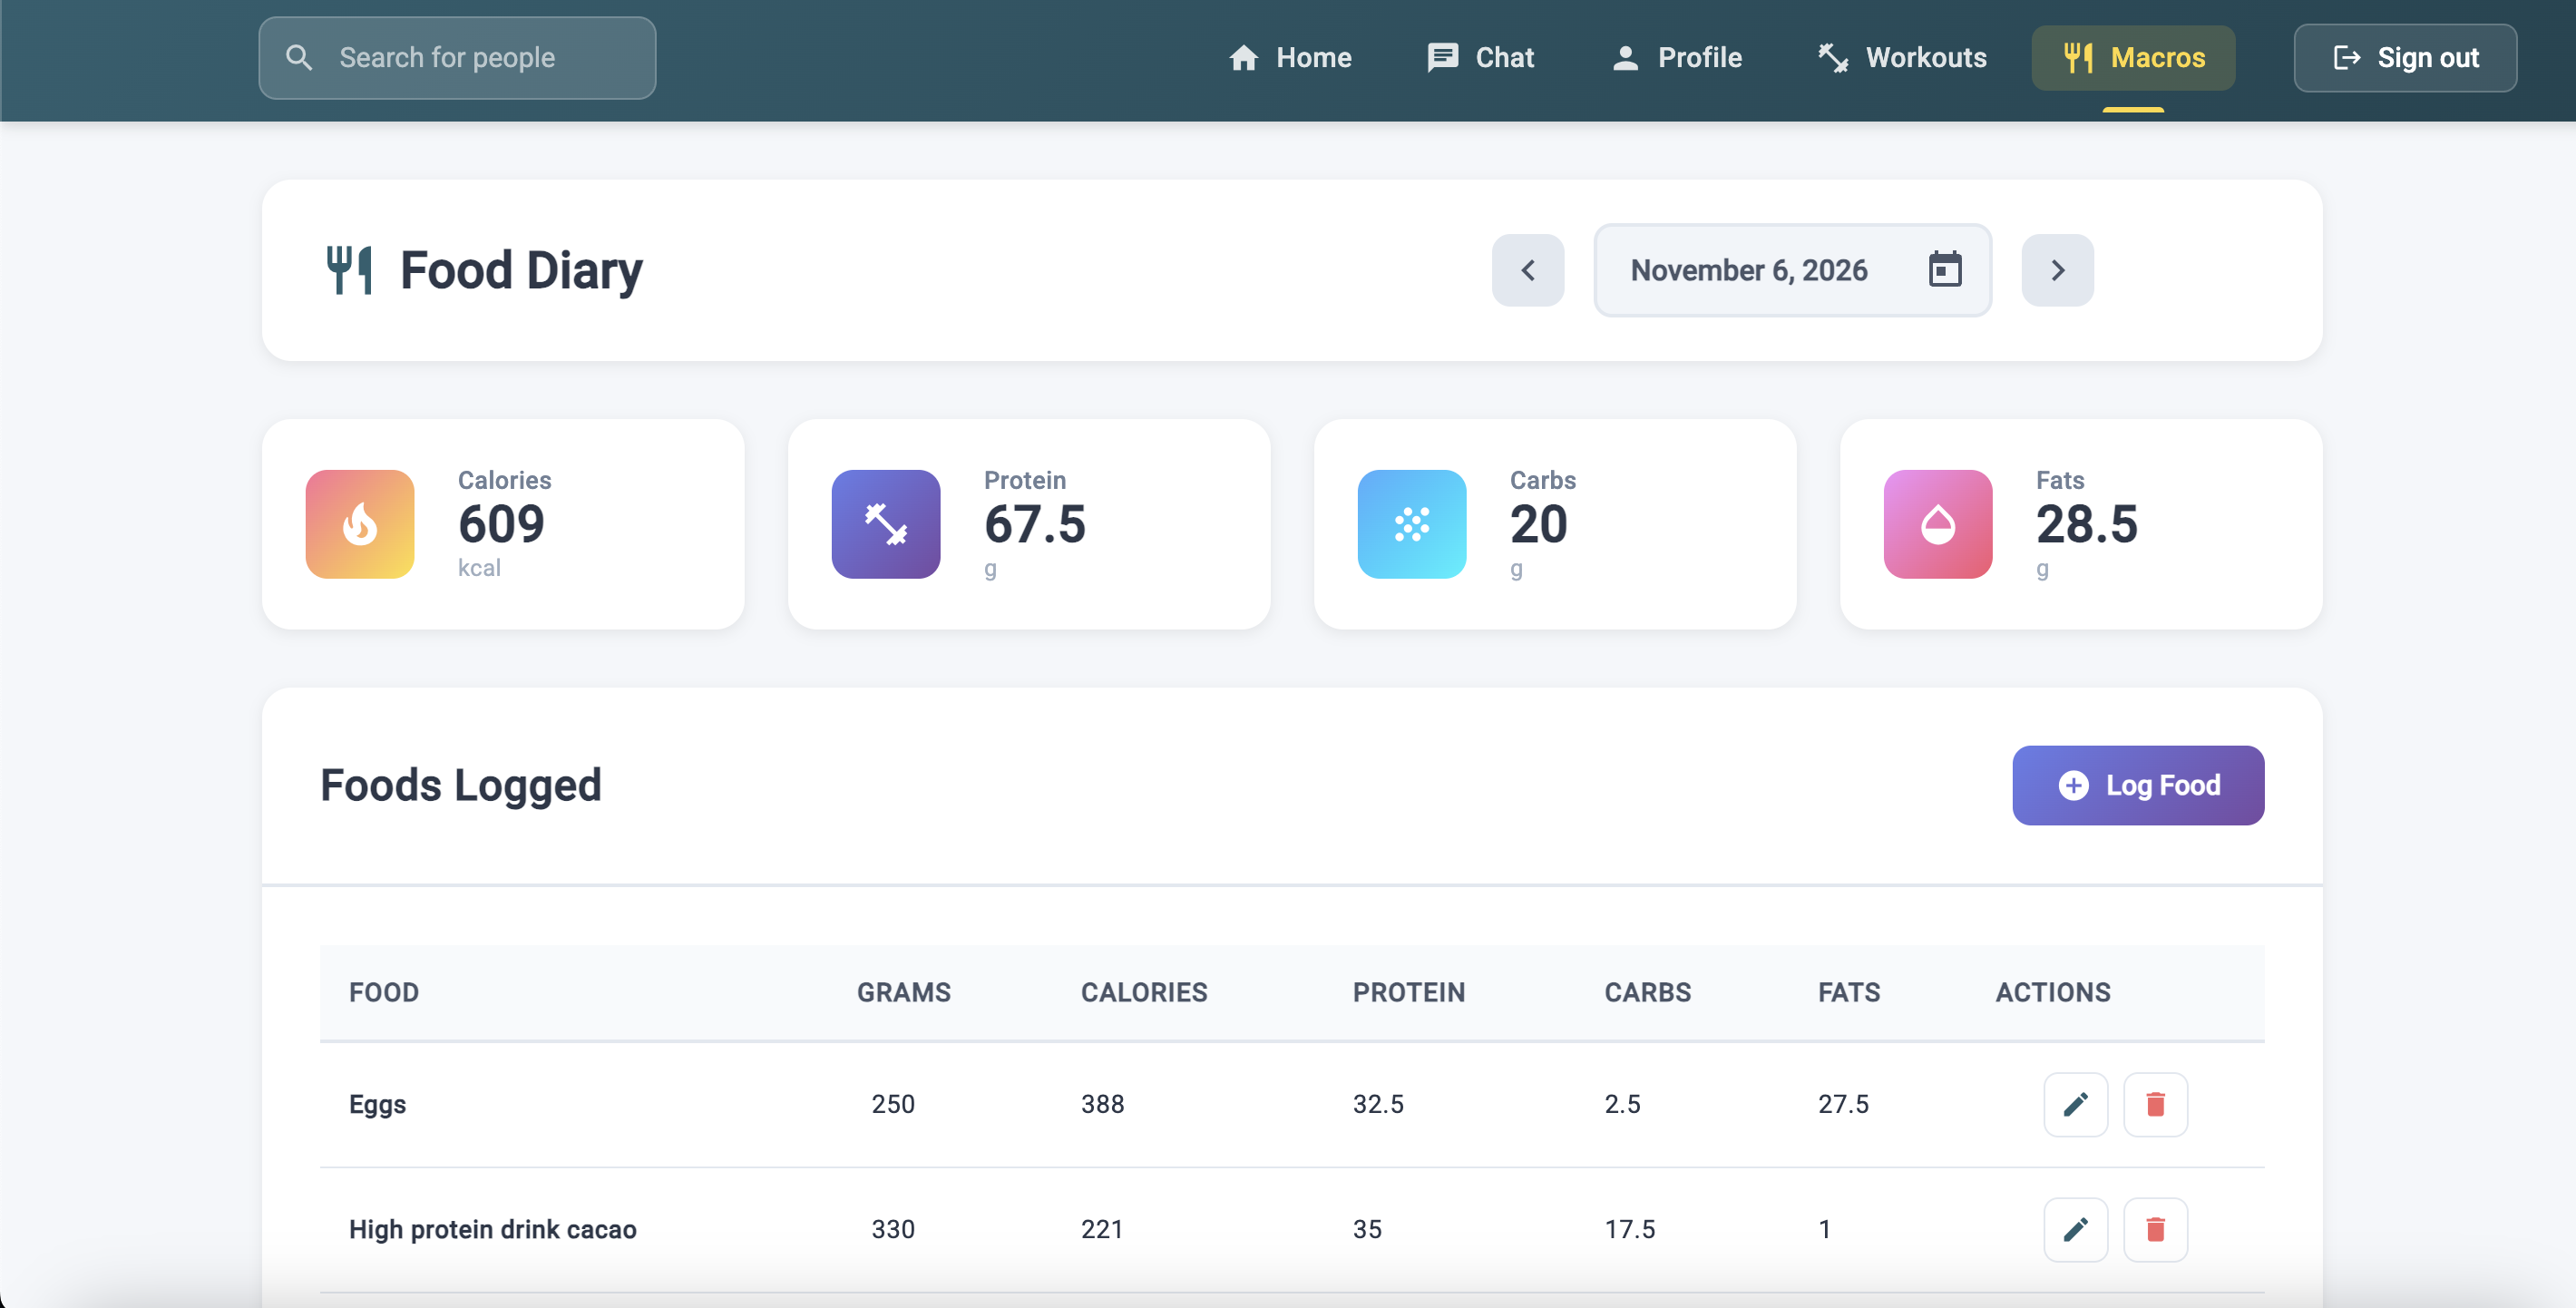 Search for people Home Chat Profile Workouts Macros Sign out
Food Diary November 6, 2026
Calories
609
kcal
Protein
67.5
g
Carbs
20
g
Fats
28.5
g
Foods Logged Log Food
FOOD GRAMS CALORIES PROTEIN CARBS FATS ACTIONS
Eggs 250 388 32.5 2.5 27.5
High protein drink cacao 330 221 35 17.5 1